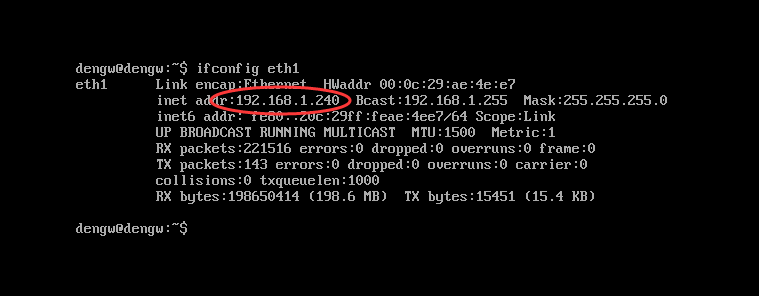 dengw@dengw:~$ ifconfig eth1
eth1      Link encap:Ethernet  HWaddr 00:0c:29:ae:4e:e7
          inet addr:192.168.1.240  Bcast:192.168.1.255  Mask:255.255.255.0
          inet6 addr: fe80::20c:29ff:feae:4ee7/64 Scope:Link
          UP BROADCAST RUNNING MULTICAST  MTU:1500  Metric:1
          RX packets:221516 errors:0 dropped:0 overruns:0 frame:0
          TX packets:143 errors:0 dropped:0 overruns:0 carrier:0
          collisions:0 txqueuelen:1000
          RX bytes:198650414 (198.6 MB)  TX bytes:15451 (15.4 KB)
dengw@dengw:~$